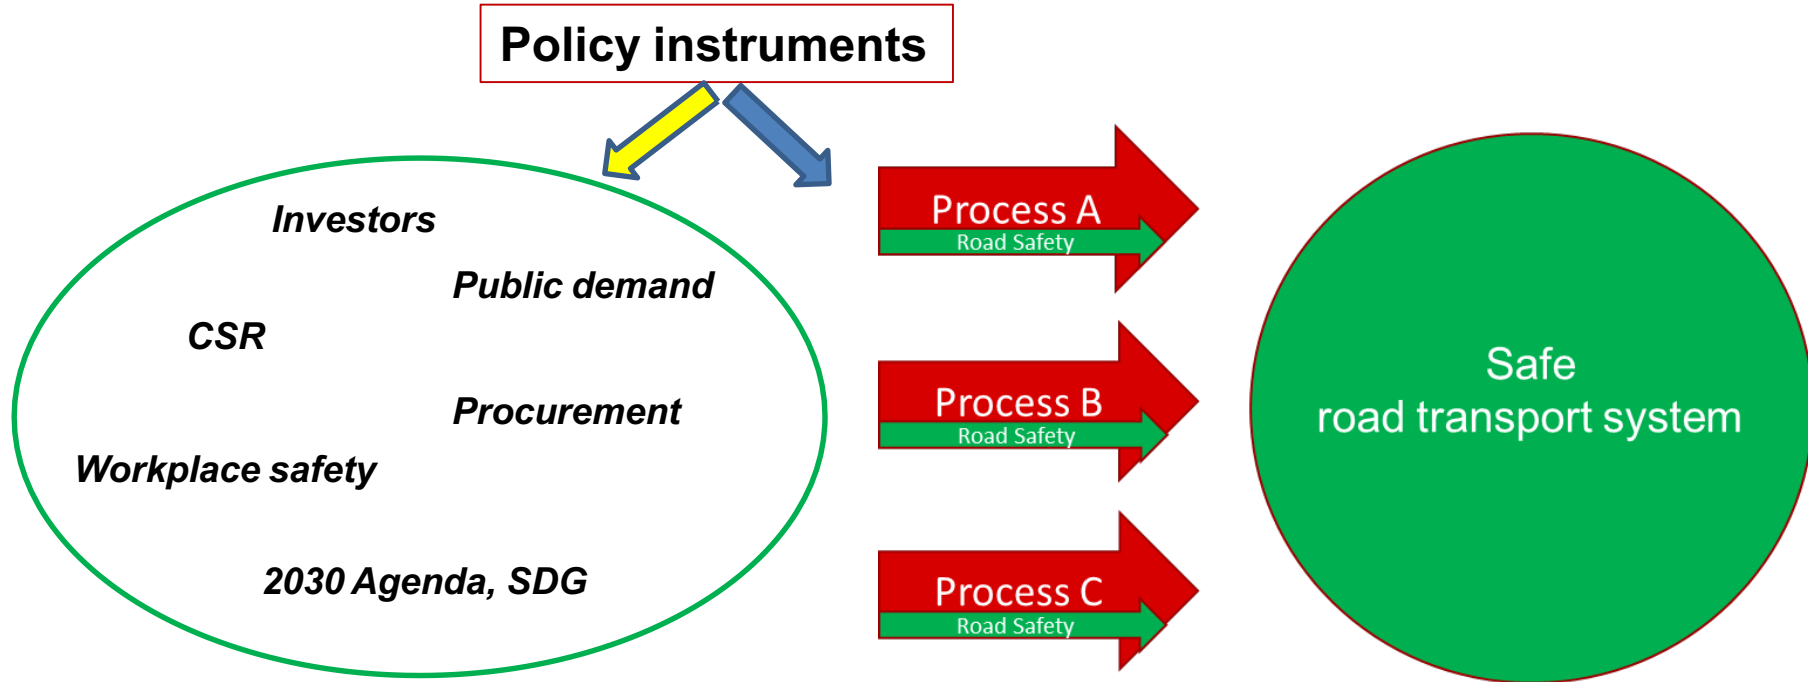 Policy instruments
Investors
Public demand
CSR
Procurement
Workplace safety
2030 Agenda, SDG
Process A
Road Safety
Process B
Road Safety
Process C
Road Safety
Safe
road transport system